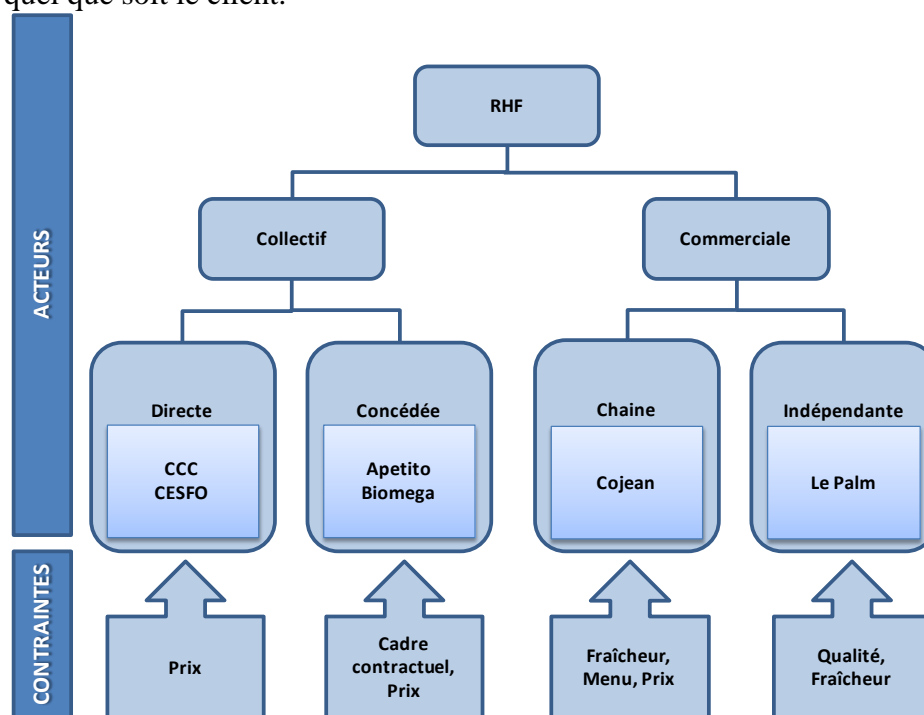 quel que soit le client.
RHF
Collectif
Commerciale
ACTEURS
Directe
CCC
CESFO
Concédée
Apetito
Biomega
Chaine
Cojean
Indépendante
Le Palm
CONTRAINTES
Prix
Cadre
contractuel,
Prix
Fraîcheur,
Menu, Prix
Qualité,
Fraîcheur